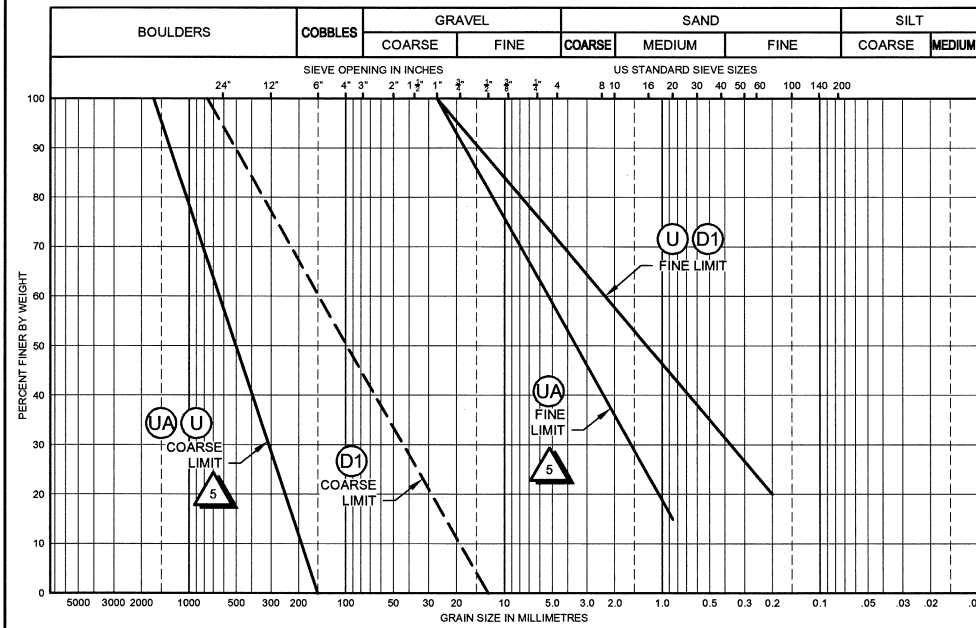 BOULDERS COBBLES GRAVEL SAND SILT
COARSE FINE COARSE MEDIUM FINE COARSE MEDIUM
SIEVE OPENING IN INCHES US STANDARD SIEVE SIZES
24" 12" 6" 4" 3" 2" 1 1/2" 1" 3/4" 1/2" 3/8" 1/4" 4 8 10 16 20 30 40 50 60 100 140 200
100
90
80
70
60
50
40
30
20
10
0
PERCENT FINER BY WEIGHT
U D1
FINE LIMIT
UA
FINE
LIMIT
5
UA U
COARSE
LIMIT
5
D1
COARSE
LIMIT
5000 3000 2000 1000 500 300 200 100 50 30 20 10 5.0 3.0 2.0 1.0 0.5 0.3 0.2 0.1 .05 .03 .02
GRAIN SIZE IN MILLIMETRES